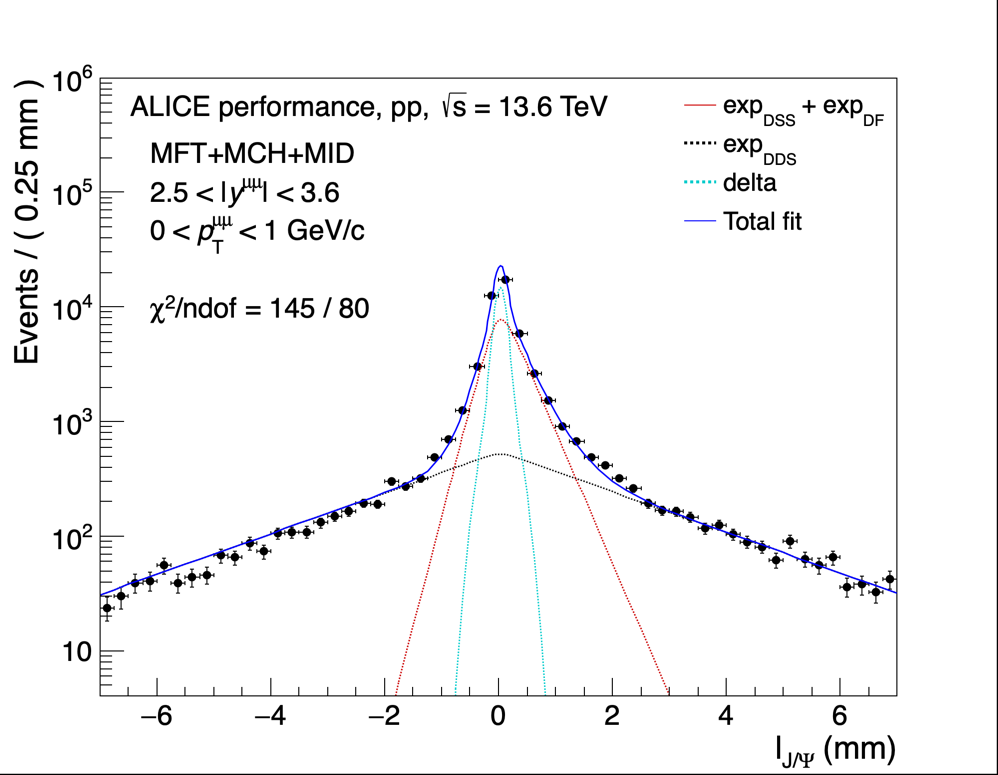 ALICE performance, pp, √s = 13.6 TeV
MFT+MCH+MID
2.5 < |y^μμ| < 3.6
0 < p_T^μμ < 1 GeV/c
χ²/ndof = 145 / 80
exp_DSS + exp_DF
exp_DDS
delta
Total fit
Events / ( 0.25 mm )
10⁶
10⁵
10⁴
10³
10²
10
−6 −4 −2 0 2 4 6
l_J/Ψ (mm)